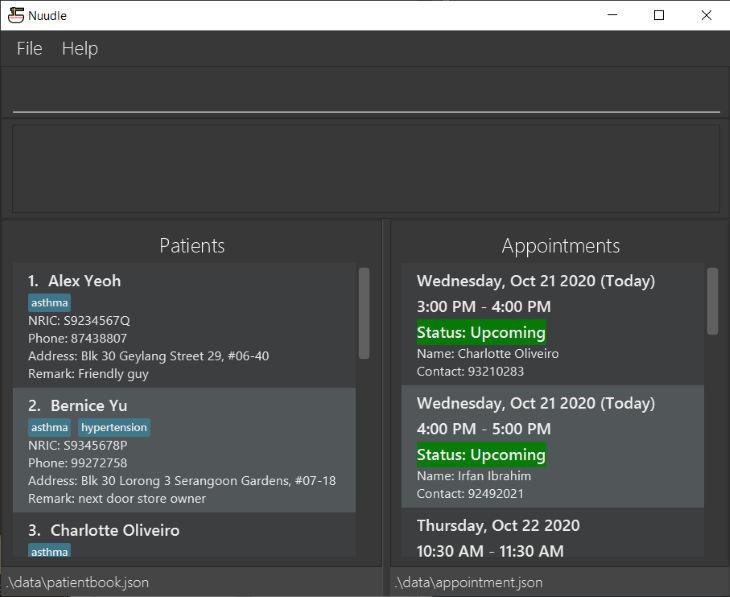 Nuudle
File Help
Patients
1. Alex Yeoh
asthma
NRIC: S9234567Q
Phone: 87438807
Address: Blk 30 Geylang Street 29, #06-40
Remark: Friendly guy
2. Bernice Yu
asthma hypertension
NRIC: S9345678P
Phone: 99272758
Address: Blk 30 Lorong 3 Serangoon Gardens, #07-18
Remark: next door store owner
3. Charlotte Oliveiro
asthma
.\data\patientbook.json
Appointments
Wednesday, Oct 21 2020 (Today)
3:00 PM - 4:00 PM
Status: Upcoming
Name: Charlotte Oliveiro
Contact: 93210283
Wednesday, Oct 21 2020 (Today)
4:00 PM - 5:00 PM
Status: Upcoming
Name: Irfan Ibrahim
Contact: 92492021
Thursday, Oct 22 2020
10:30 AM - 11:30 AM
.\data\appointment.json